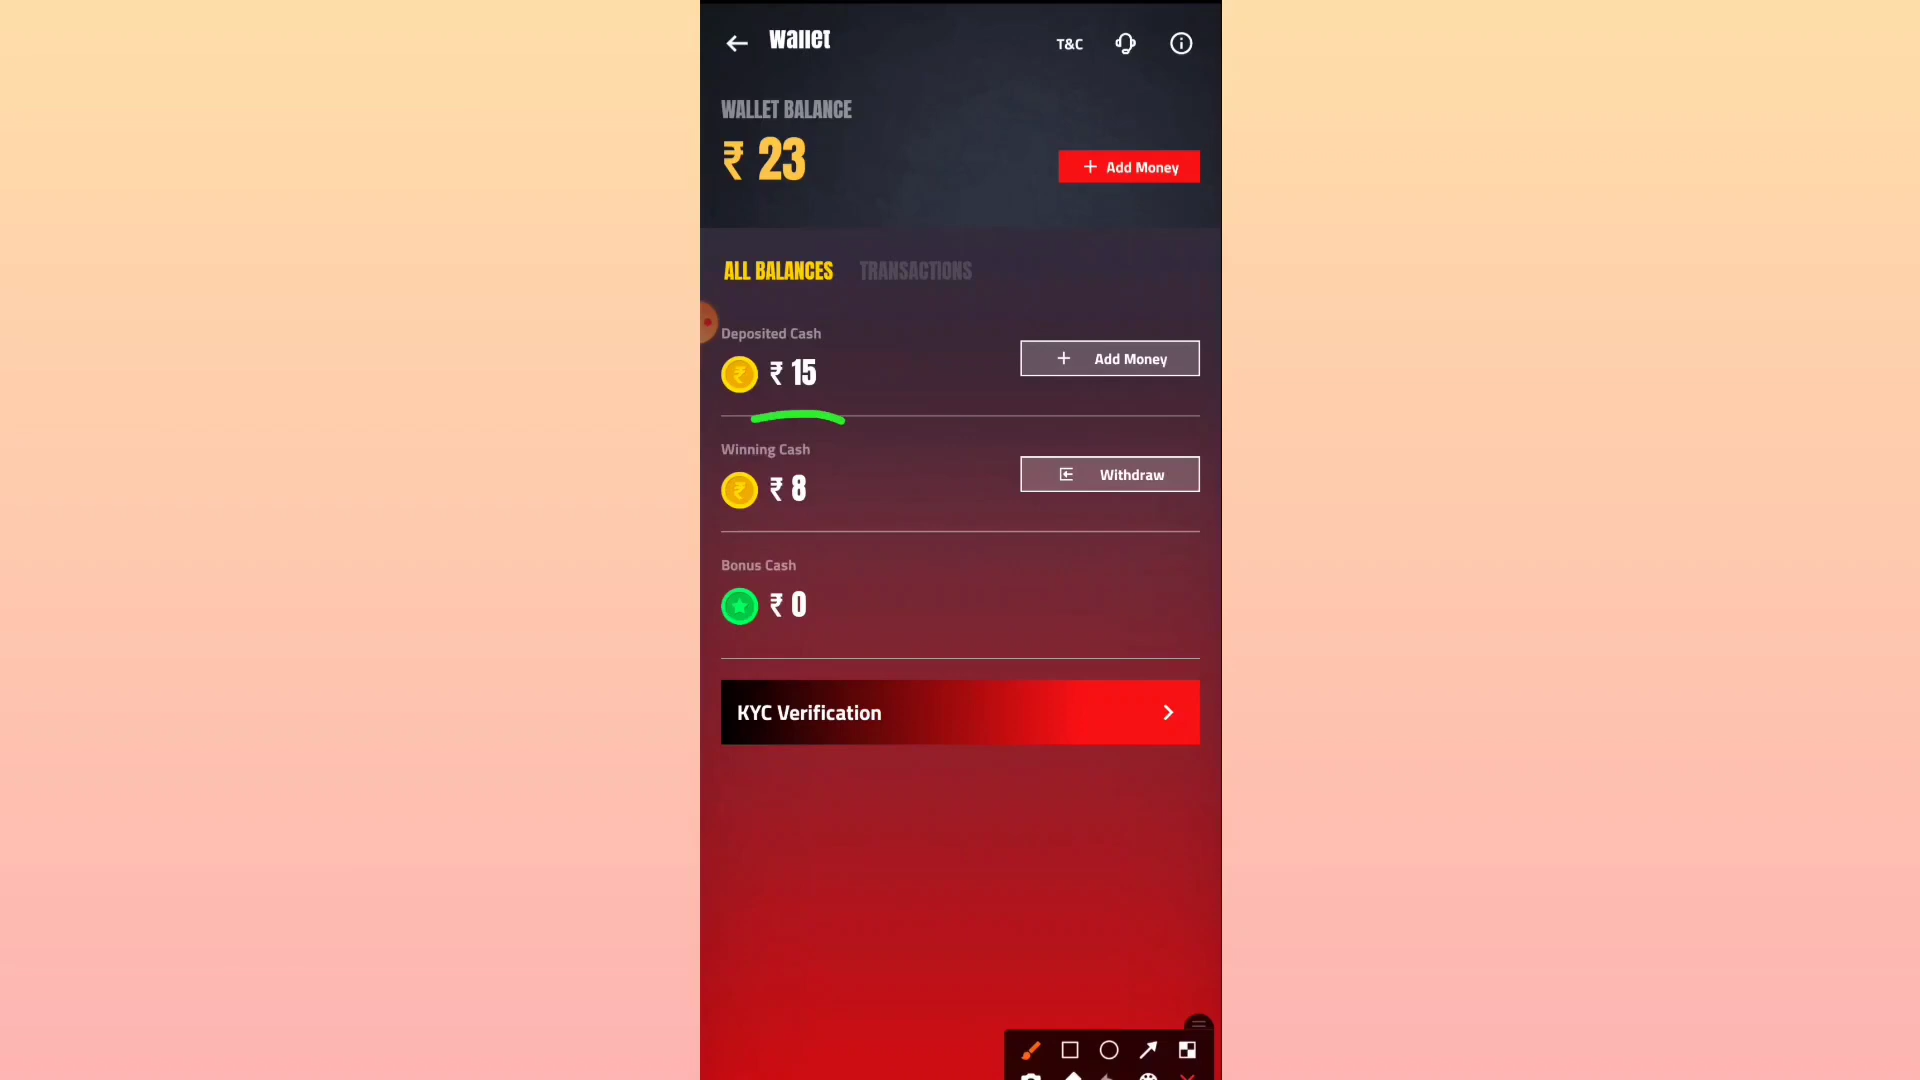 Wallet
T&C
WALLET BALANCE
₹ 23
+ Add Money
ALL BALANCES TRANSACTIONS
Deposited Cash
₹ 15
+ Add Money
Winning Cash
₹ 8
Withdraw
Bonus Cash
₹ 0
KYC Verification